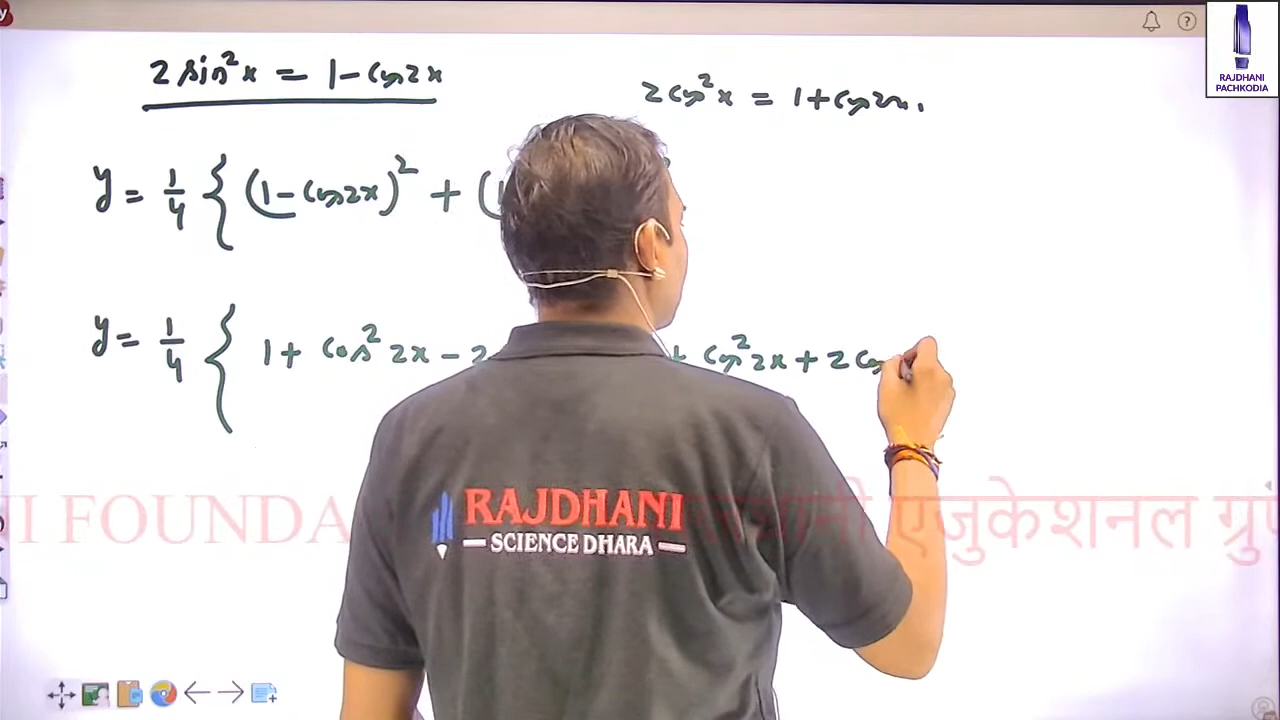 RAJDHANI
PACHKODIA
2 sin²x = 1 - cos2x
2 cos²x = 1 + cos2x.
y = 1/4 { (1 - cos2x)² + (1
y = 1/4 { 1 + cos²2x - 2 + cos²2x + 2 cos
I FOUNDA
एजुकेशनल ग्रुप
RAJDHANI
SCIENCE DHARA